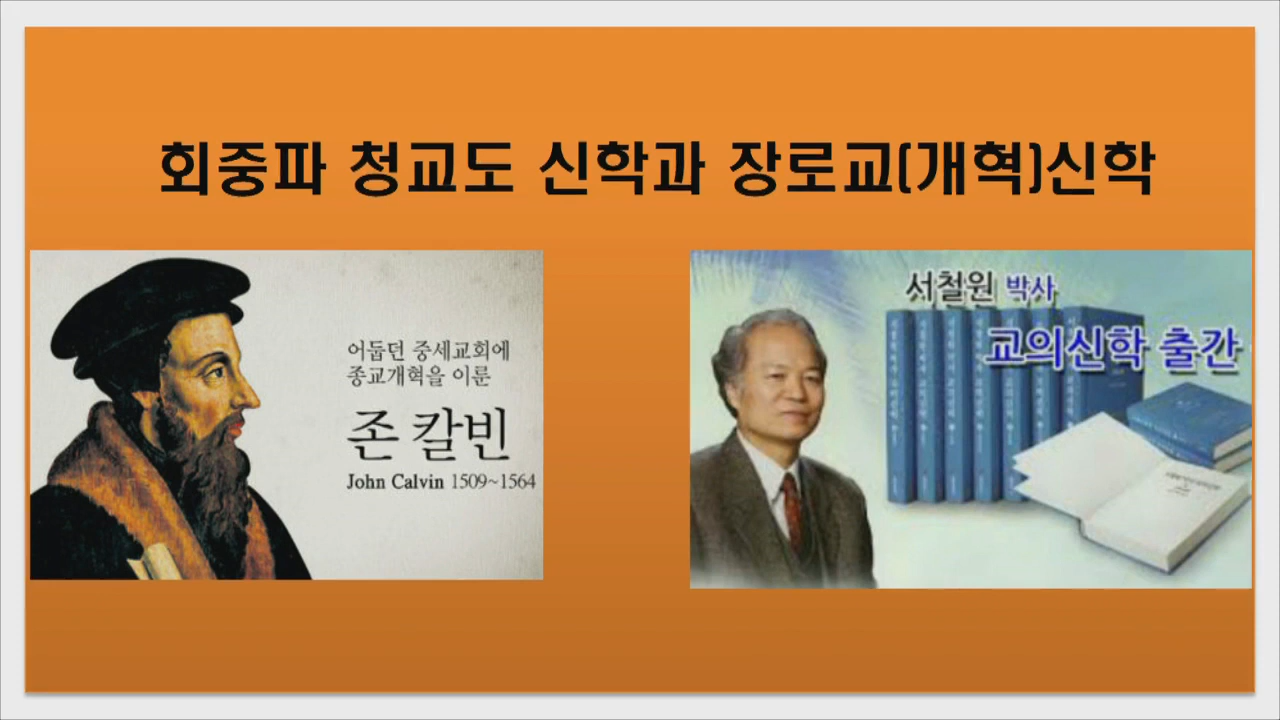 회중파 청교도 신학과 장로교(개혁)신학
어둡던 중세교회에
종교개혁을 이룬
존 칼빈
John Calvin 1509~1564
서철원 박사
교의신학 출간